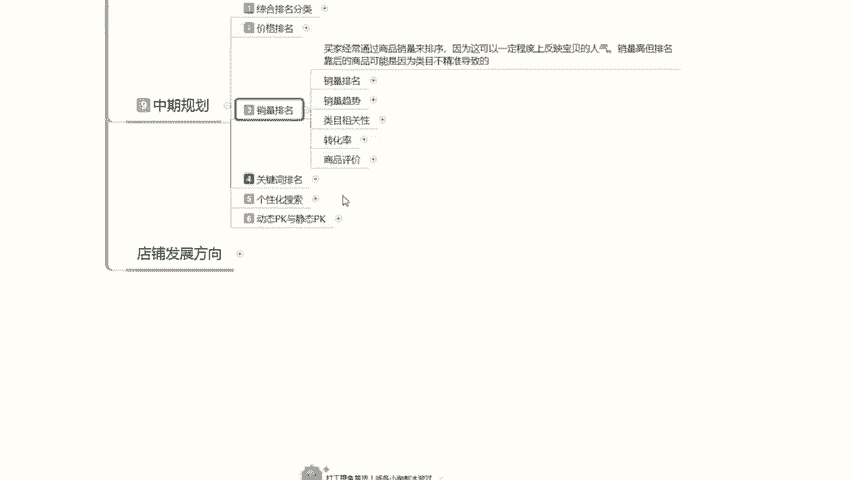 1 综合排名分类
2 价格排名
买家经常通过商品销量来排序，因为这可以一定程度上反映宝贝的人气。销量高但排名
靠后的商品可能是因为类目不精准导致的
销量排名
销量趋势
9 中期规划
3 销量排名
类目相关性
转化率
商品评价
4 关键词排名
5 个性化搜索
6 动态PK与静态PK
店铺发展方向